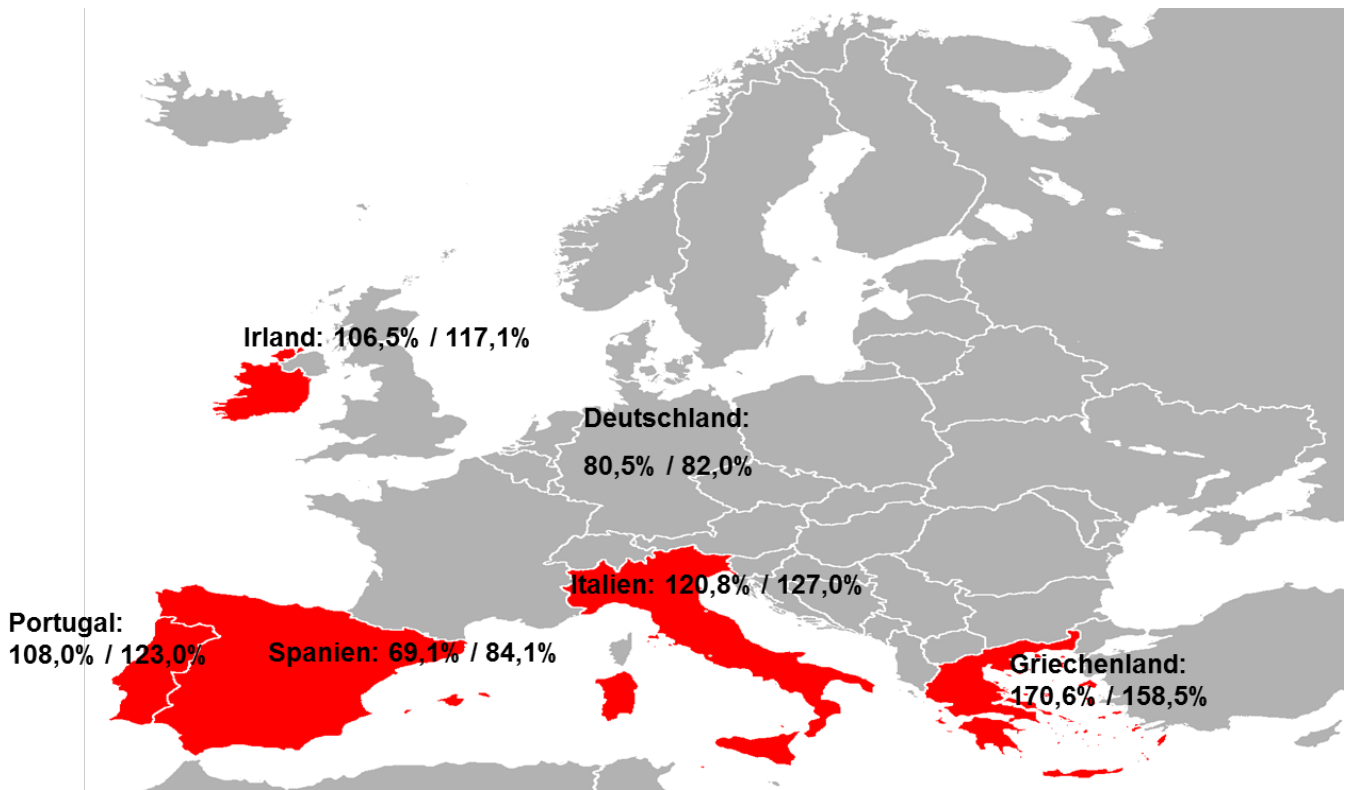 Irland: 106,5% / 117,1%
Deutschland:
80,5% / 82,0%
Italien: 120,8% / 127,0%
Portugal:
108,0% / 123,0%
Spanien: 69,1% / 84,1%
Griechenland:
170,6% / 158,5%